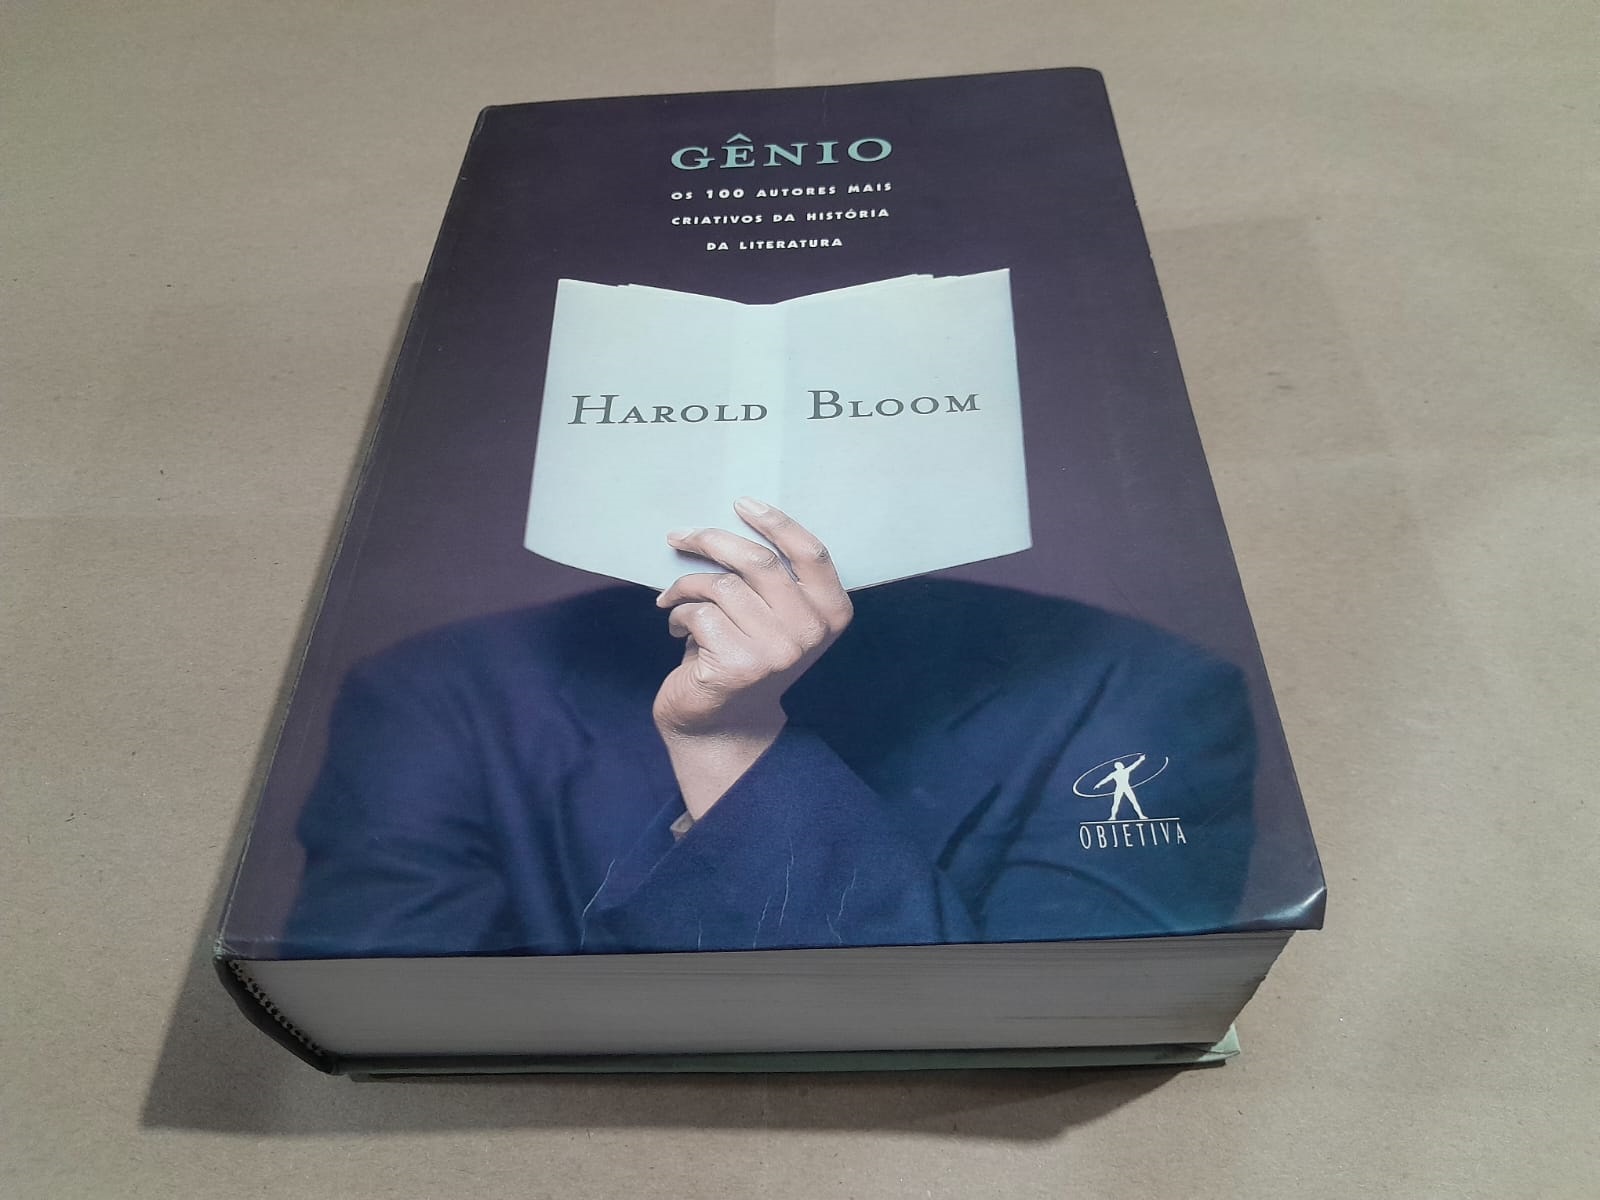 GÊNIO
OS 100 AUTORES MAIS
CRIATIVOS DA HISTÓRIA
DA LITERATURA
HAROLD BLOOM
OBJETIVA